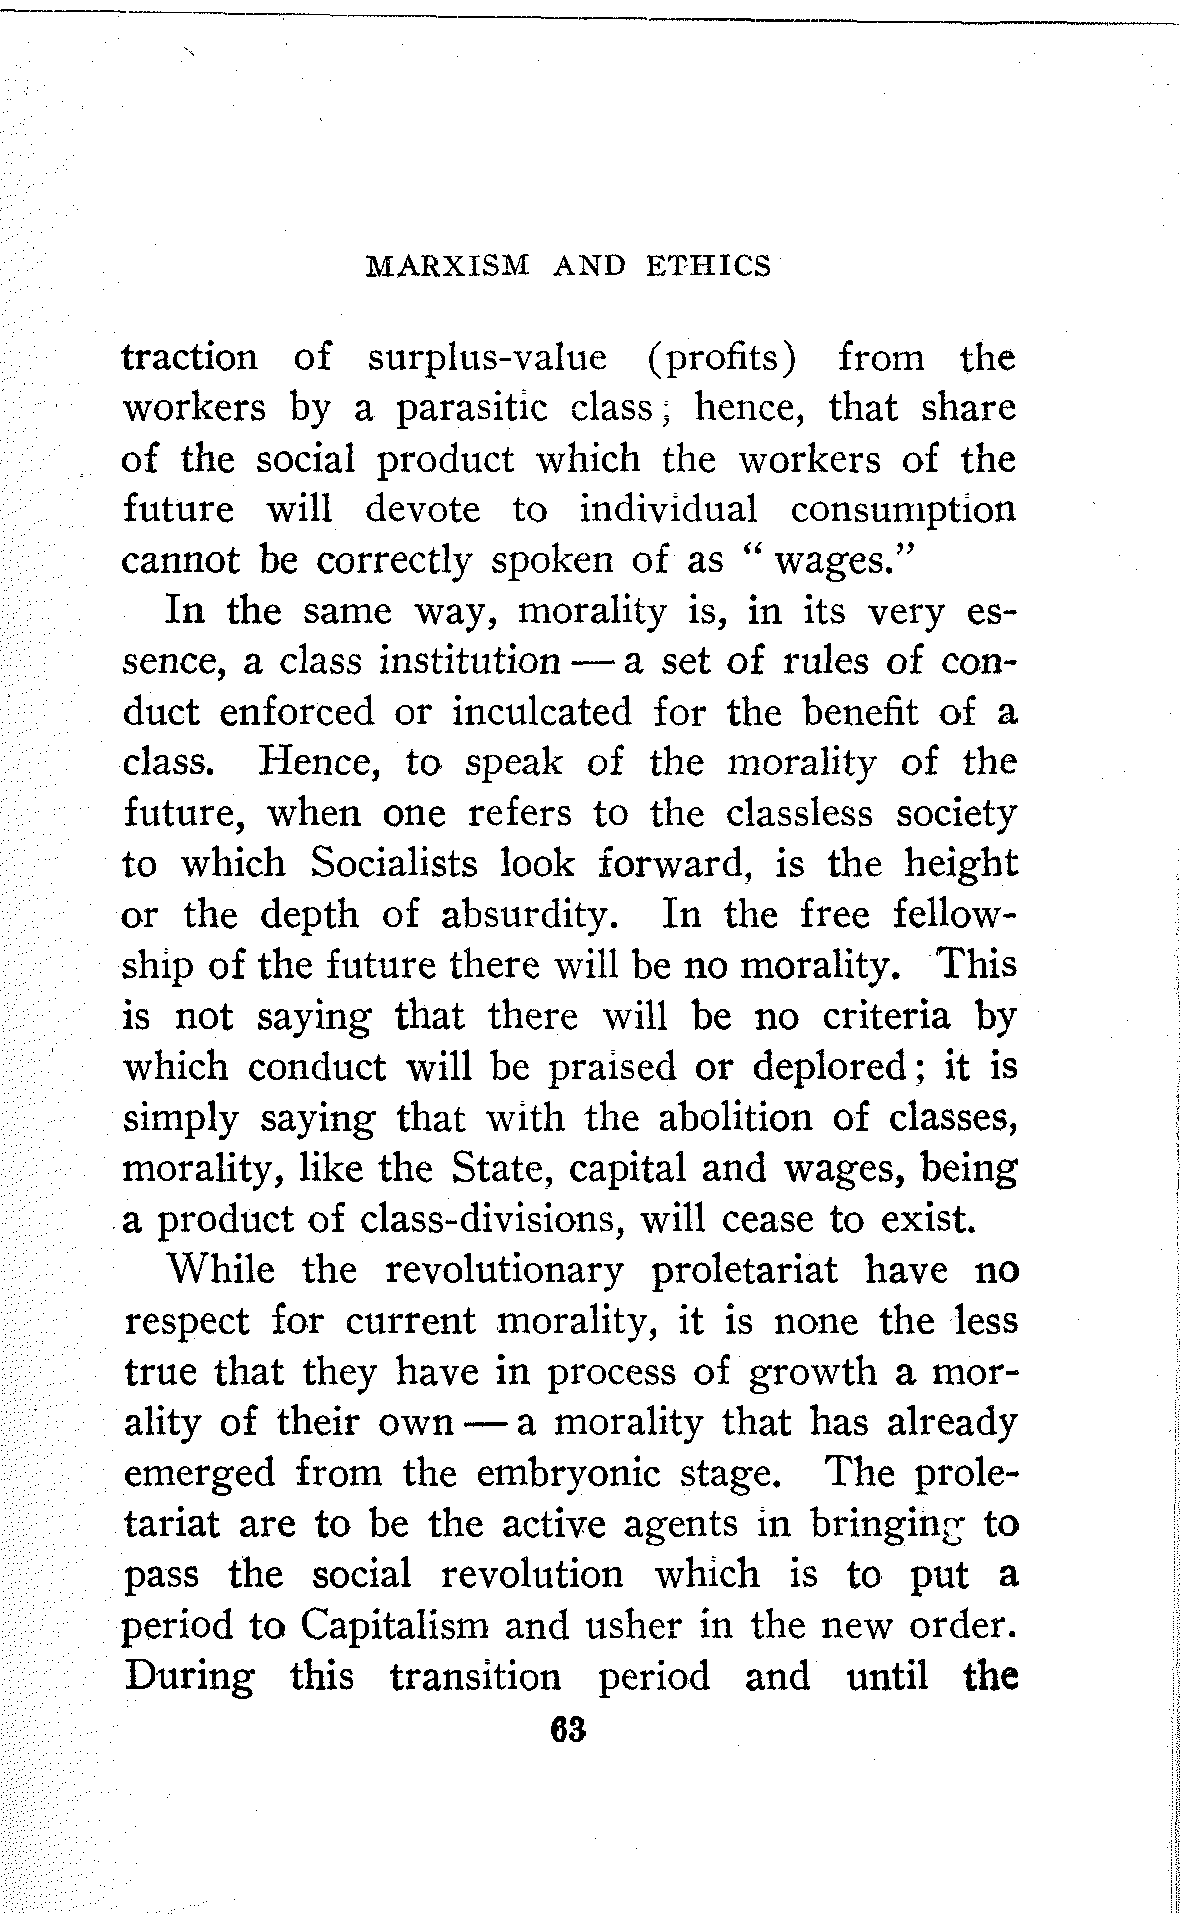 MARXISM AND ETHICS
traction of surplus-value (profits) from the
workers by a parasitic class; hence, that share
of the social product which the workers of the
future will devote to individual consumption
cannot be correctly spoken of as “ wages.”
In the same way, morality is, in its very es-
sence, a class institution — a set of rules of con-
duct enforced or inculcated for the benefit of a
class. Hence, to speak of the morality of the
future, when one refers to the classless society
to which Socialists look forward, is the height
or the depth of absurdity. In the free fellow-
ship of the future there will be no morality. This
is not saying that there will be no criteria by
which conduct will be praised or deplored; it is
simply saying that with the abolition of classes,
morality, like the State, capital and wages, being
a product of class-divisions, will cease to exist.
While the revolutionary proletariat have no
respect for current morality, it is none the less
true that they have in process of growth a mor-
ality of their own — a morality that has already
emerged from the embryonic stage. The prole-
tariat are to be the active agents in bringing to
pass the social revolution which is to put a
period to Capitalism and usher in the new order.
During this transition period and until the
63